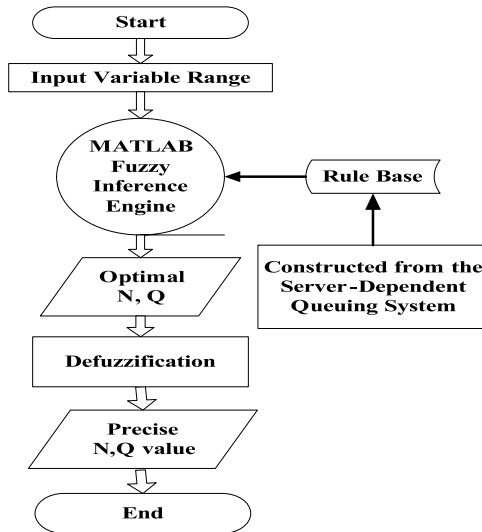 Start
Input Variable Range
MATLAB
Fuzzy
Inference
Engine
Rule Base
Optimal
N, Q
Constructed from the
Server-Dependent
Queuing System
Defuzzification
Precise
N,Q value
End